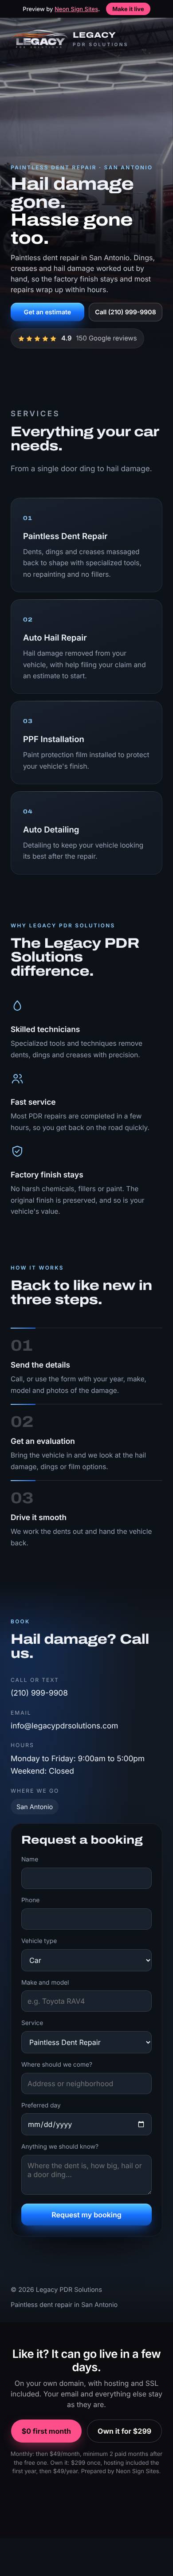 Preview by Neon Sign Sites. Make it live
LEGACY
LEGACY
PDR SOLUTIONS
PAINTLESS DENT REPAIR · SAN ANTONIO
Hail damage
gone.
Hassle gone
too.
Paintless dent repair in San Antonio. Dings,
creases and hail damage worked out by
hand, so the factory finish stays and most
repairs wrap up within hours.
Get an estimate Call (210) 999-9908
★★★★★ 4.9 150 Google reviews
SERVICES
Everything your car
needs.
From a single door ding to hail damage.
01
Paintless Dent Repair
Dents, dings and creases massaged
back to shape with specialized tools,
no repainting and no fillers.
02
Auto Hail Repair
Hail damage removed from your
vehicle, with help filing your claim and
an estimate to start.
03
PPF Installation
Paint protection film installed to protect
your vehicle's finish.
04
Auto Detailing
Detailing to keep your vehicle looking
its best after the repair.
WHY LEGACY PDR SOLUTIONS
The Legacy PDR
Solutions
difference.
Skilled technicians
Specialized tools and techniques remove
dents, dings and creases with precision.
Fast service
Most PDR repairs are completed in a few
hours, so you get back on the road quickly.
Factory finish stays
No harsh chemicals, fillers or paint. The
original finish is preserved, and so is your
vehicle's value.
HOW IT WORKS
Back to like new in
three steps.
01
Send the details
Call, or use the form with your year, make,
model and photos of the damage.
02
Get an evaluation
Bring the vehicle in and we look at the hail
damage, dings or film options.
03
Drive it smooth
We work the dents out and hand the vehicle
back.
BOOK
Hail damage? Call
us.
CALL OR TEXT
(210) 999-9908
EMAIL
info@legacypdrsolutions.com
HOURS
Monday to Friday: 9:00am to 5:00pm
Weekend: Closed
WHERE WE GO
San Antonio
Request a booking
Name
Phone
Vehicle type
Car
Make and model
e.g. Toyota RAV4
Service
Paintless Dent Repair
Where should we come?
Address or neighborhood
Preferred day
mm/dd/yyyy
Anything we should know?
Where the dent is, how big, hail or
a door ding...
Request my booking
© 2026 Legacy PDR Solutions
Paintless dent repair in San Antonio
Like it? It can go live in a few
days.
On your own domain, with hosting and SSL
included. Your email and everything else stay
as they are.
$0 first month Own it for $299
Monthly: then $49/month, minimum 2 paid months after
the free one. Own it: $299 once, hosting included the
first year, then $49/year. Prepared by Neon Sign Sites.